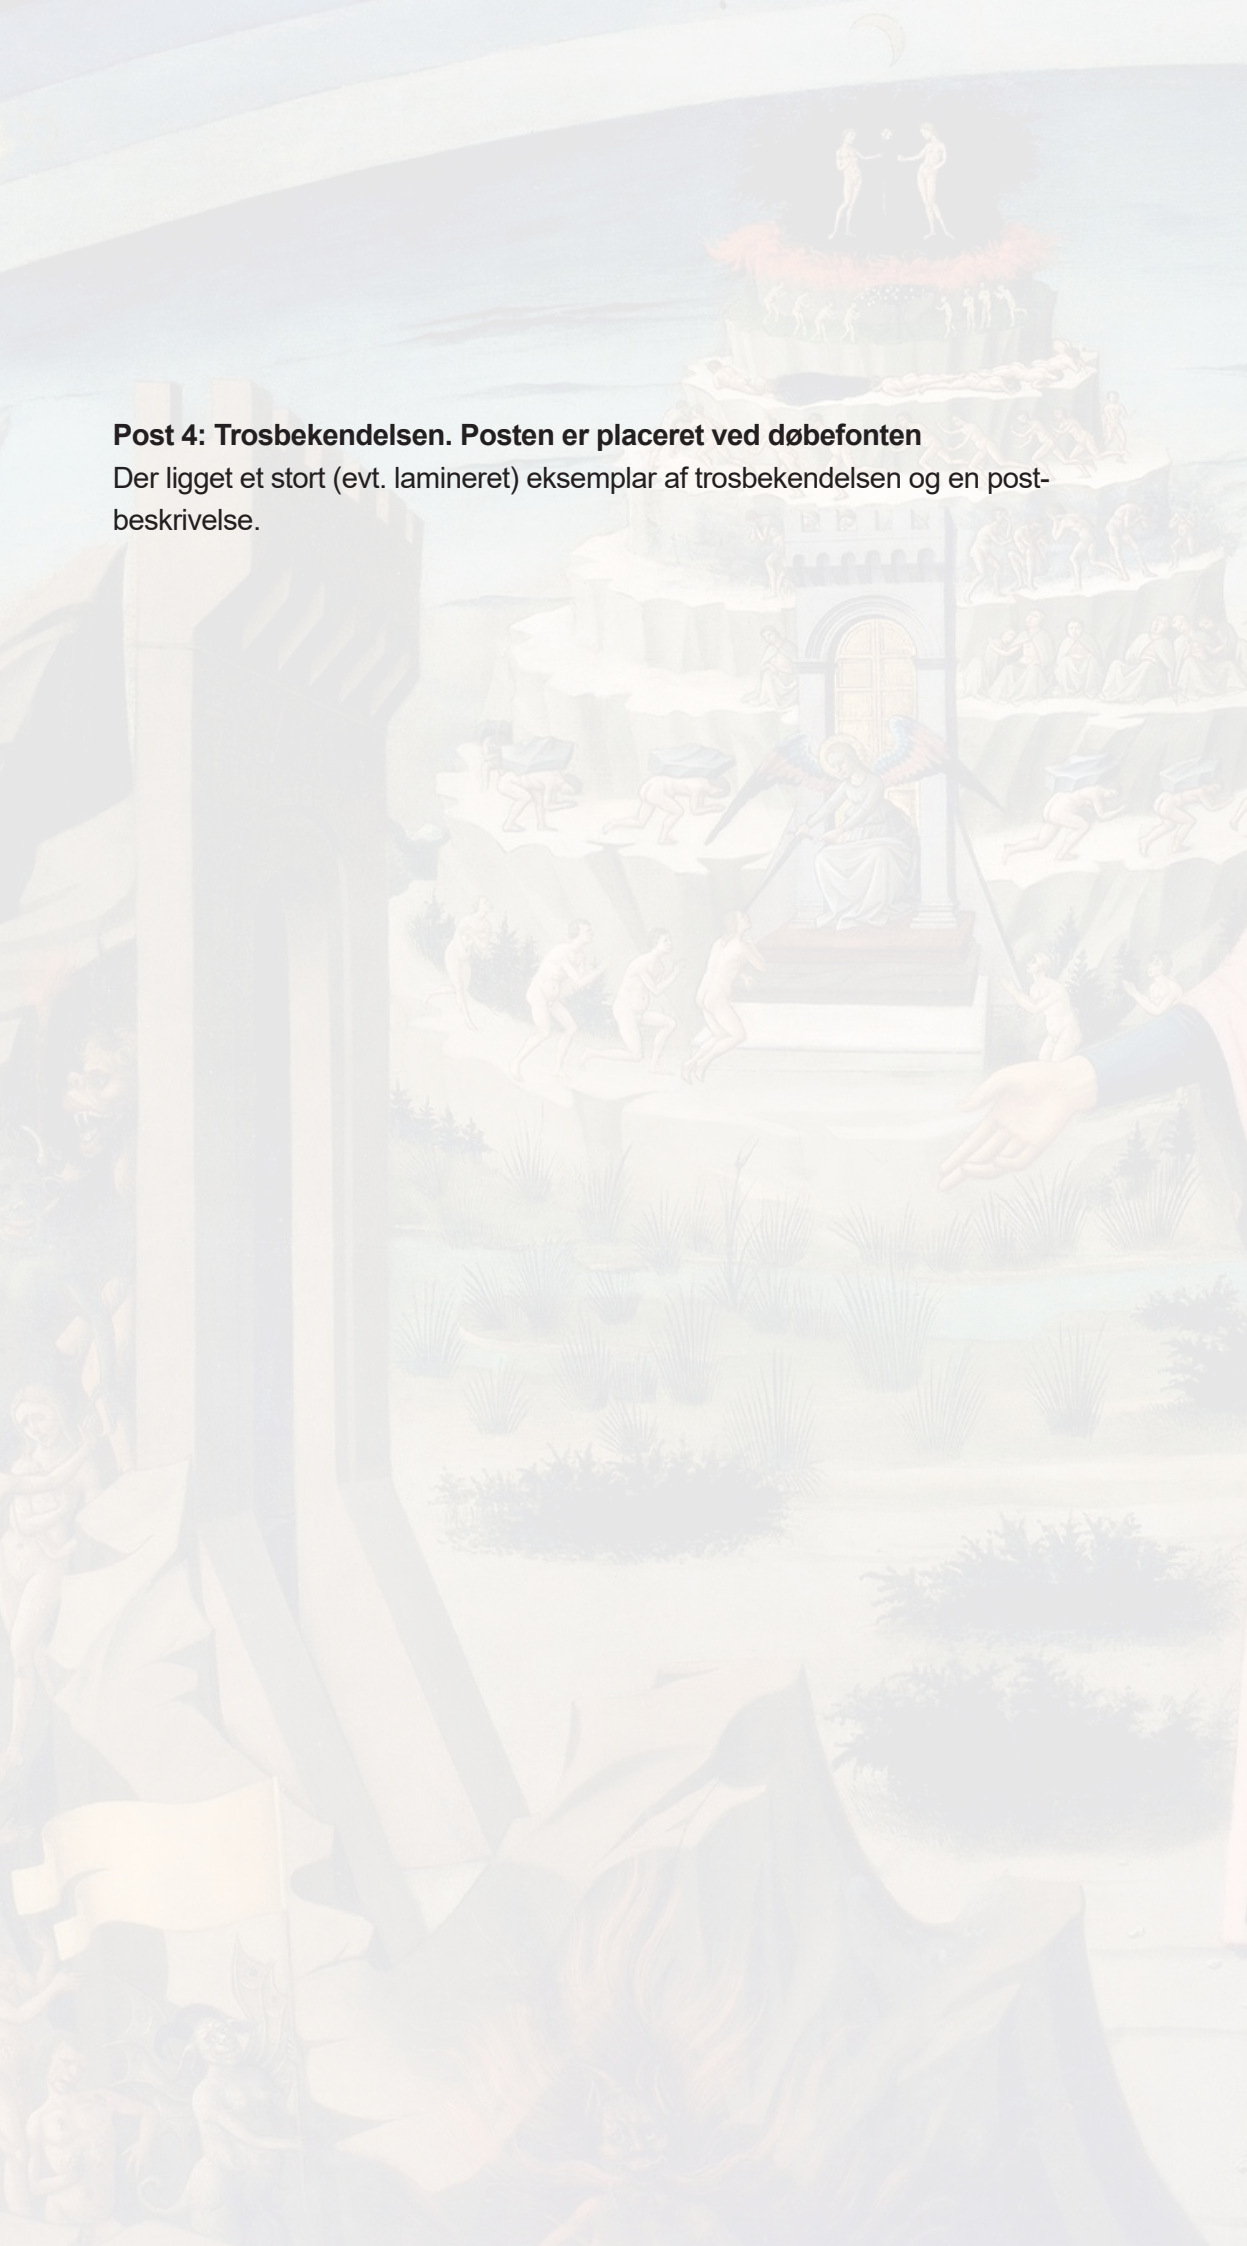 Post 4: Trosbekendelsen. Posten er placeret ved døbefonten
Der ligget et stort (evt. lamineret) eksemplar af trosbekendelsen og en post-
beskrivelse.